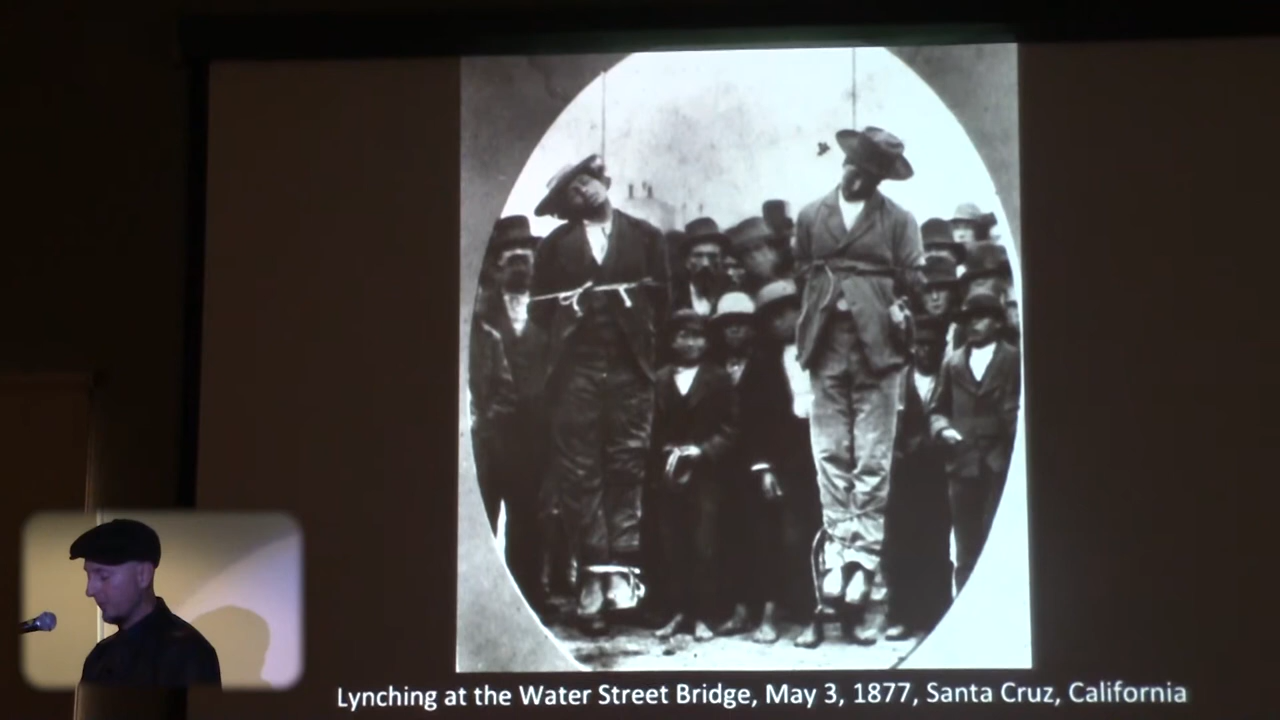 Lynching at the Water Street Bridge, May 3, 1877, Santa Cruz, California